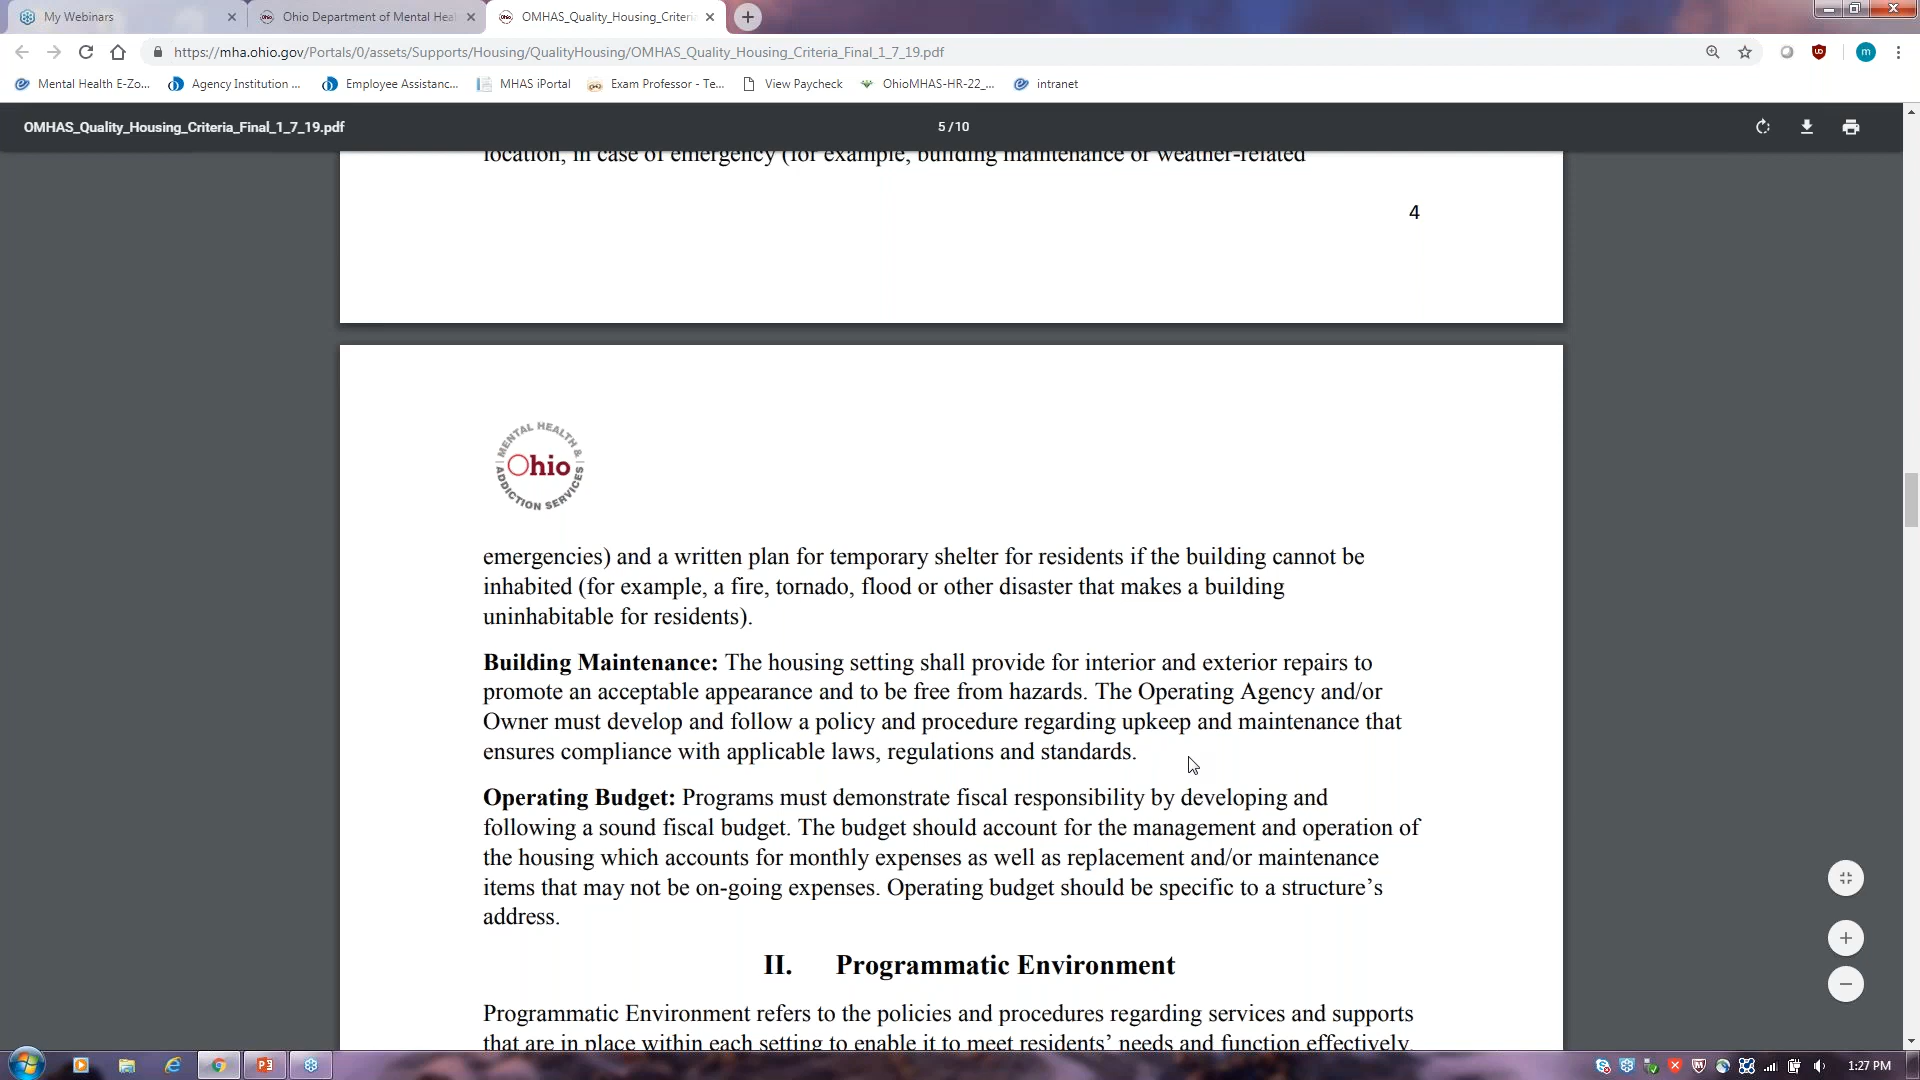 My Webinars
Ohio Department of Mental Heal
OMHAS_Quality_Housing_Criteria
https://mha.ohio.gov/Portals/0/assets/Supports/Housing/QualityHousing/OMHAS_Quality_Housing_Criteria_Final_1_7_19.pdf
m
Mental Health E-Zo...
Agency Institution ...
Employee Assistanc...
MHAS iPortal
Exam Professor - Te...
View Paycheck
OhioMHAS-HR-22_...
intranet
OMHAS_Quality_Housing_Criteria_Final_1_7_19.pdf
5 / 10
location, in case of emergency (for example, building maintenance or weather-related
4
MENTAL HEALTH &
Ohio
ADDICTION SERVICES
emergencies) and a written plan for temporary shelter for residents if the building cannot be
inhabited (for example, a fire, tornado, flood or other disaster that makes a building
uninhabitable for residents).
Building Maintenance: The housing setting shall provide for interior and exterior repairs to
promote an acceptable appearance and to be free from hazards. The Operating Agency and/or
Owner must develop and follow a policy and procedure regarding upkeep and maintenance that
ensures compliance with applicable laws, regulations and standards.
Operating Budget: Programs must demonstrate fiscal responsibility by developing and
following a sound fiscal budget. The budget should account for the management and operation of
the housing which accounts for monthly expenses as well as replacement and/or maintenance
items that may not be on-going expenses. Operating budget should be specific to a structure’s
address.
II. Programmatic Environment
Programmatic Environment refers to the policies and procedures regarding services and supports
that are in place within each setting to enable it to meet residents’ needs and function effectively.
1:27 PM